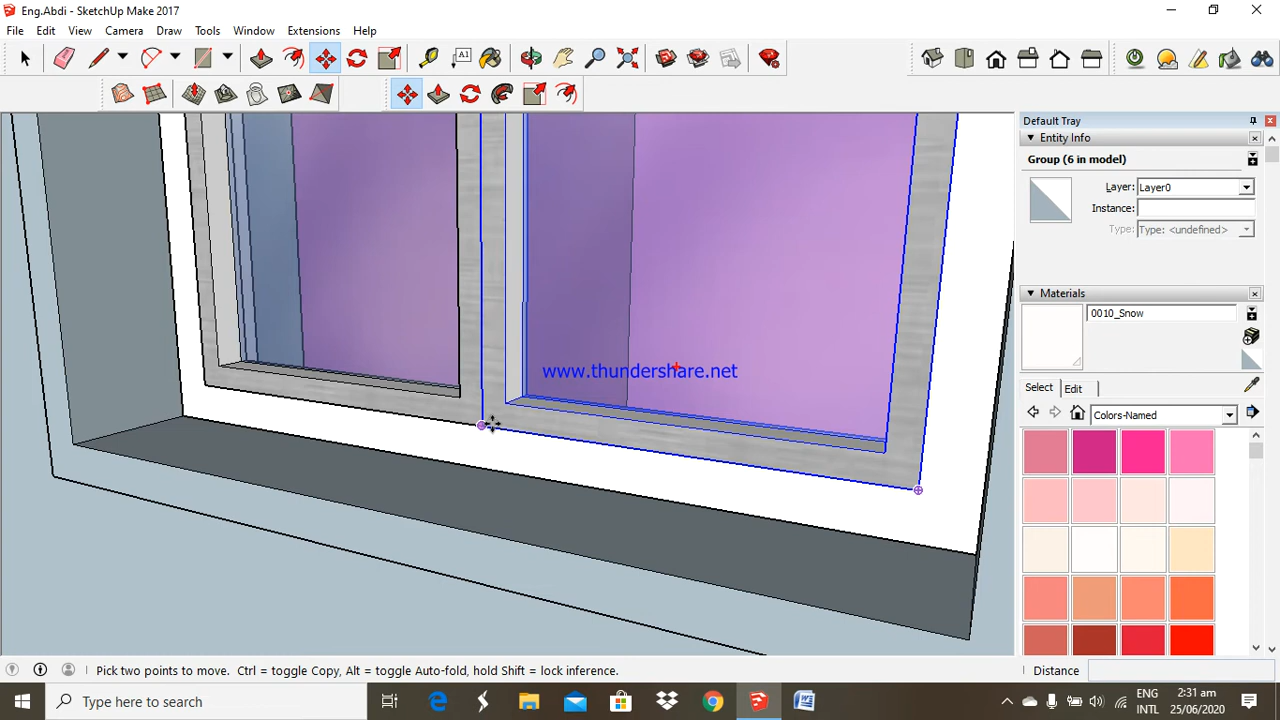 Eng.Abdi - SketchUp Make 2017
File Edit View Camera Draw Tools Window Extensions Help
A1
Default Tray
Entity Info
Group (6 in model)
Layer: Layer0
Instance:
Type: Type: <undefined>
Materials
0010_Snow
Select Edit
Colors-Named
www.thundershare.net
Pick two points to move. Ctrl = toggle Copy, Alt = toggle Auto-fold, hold Shift = lock inference.
Distance
Type here to search
ENG
INTL
2:31 am
25/06/2020